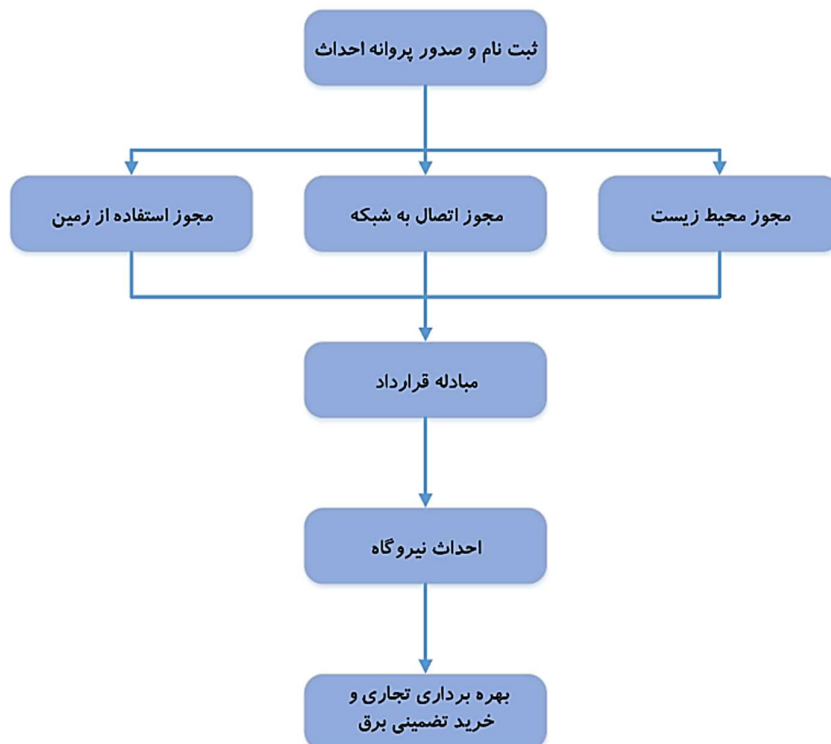 ثبت نام و صدور پروانه احداث
مجوز محیط زیست
مجوز اتصال به شبکه
مجوز استفاده از زمین
مبادله قرارداد
احداث نیروگاه
بهره برداری تجاری و
خرید تضمینی برق